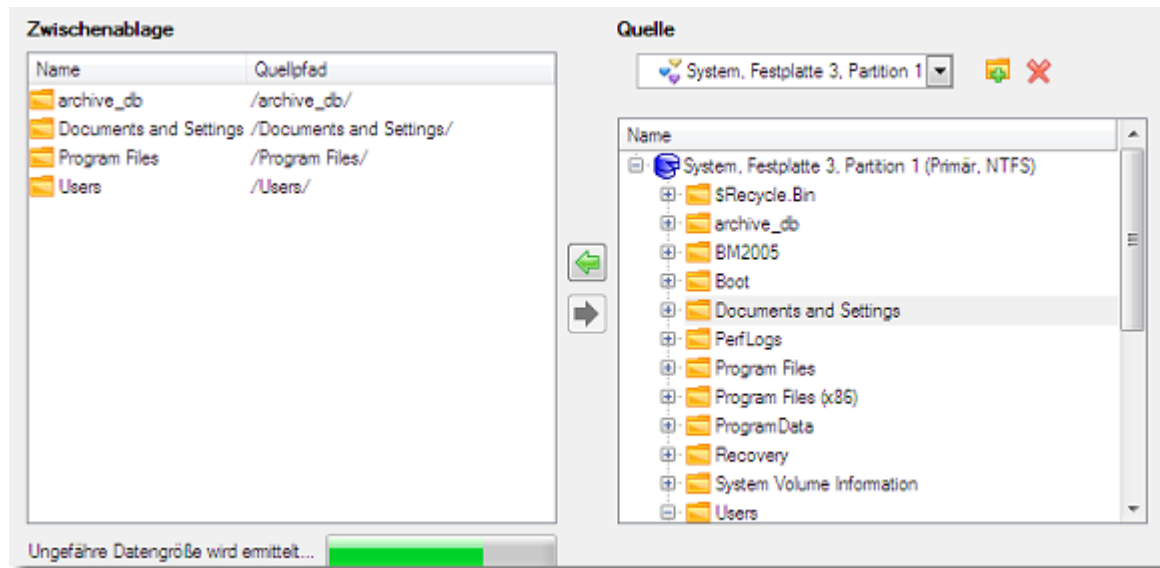 Zwischenablage
Name Quellpfad
archive_db /archive_db/
Documents and Settings /Documents and Settings/
Program Files /Program Files/
Users /Users/
Ungefähre Datengröße wird ermittelt...
Quelle
System, Festplatte 3, Partition 1
Name
System, Festplatte 3, Partition 1 (Primär, NTFS)
$Recycle.Bin
archive_db
BM2005
Boot
Documents and Settings
PerfLogs
Program Files
Program Files (x86)
ProgramData
Recovery
System Volume Information
Users